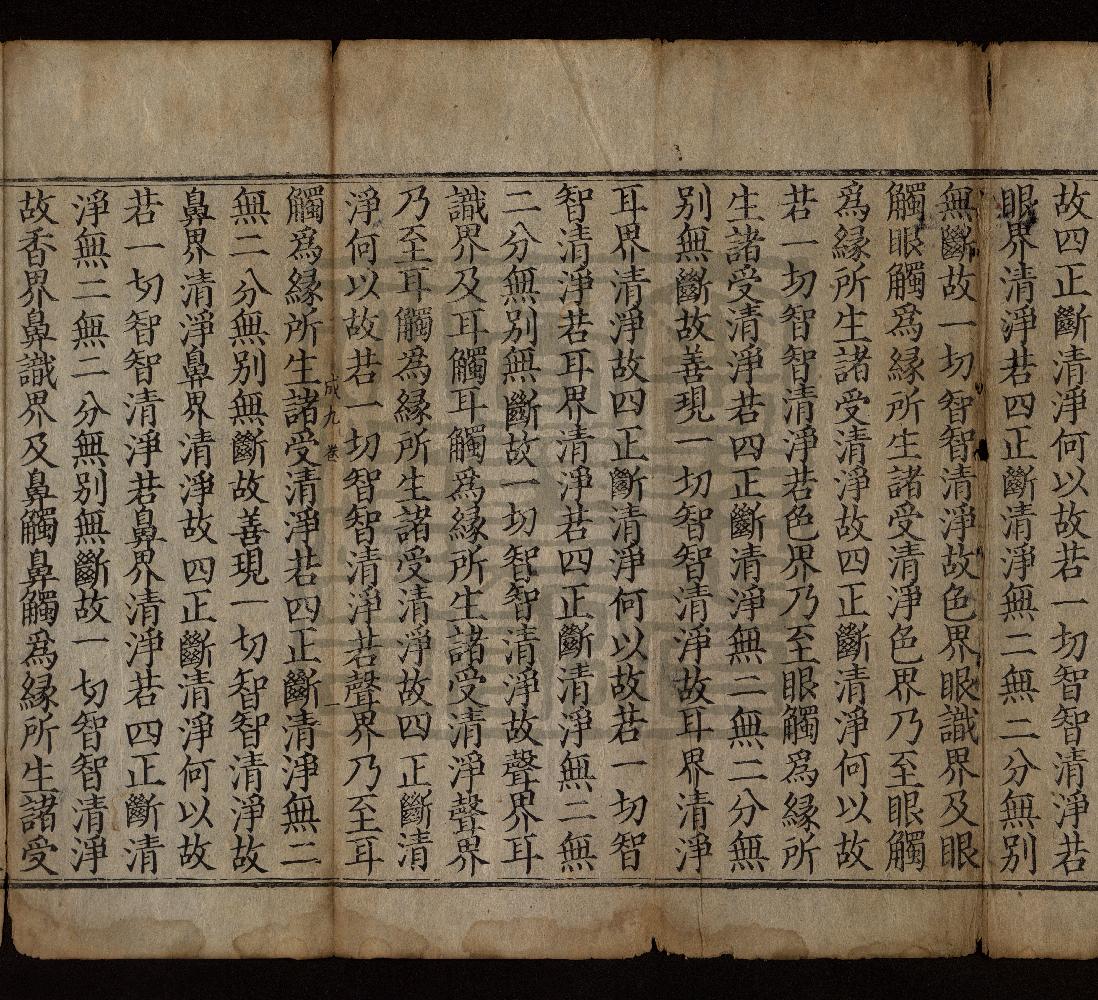 故四正斷清淨何以故若一切智智清淨若
眼界清淨若四正斷清淨無二無二分無别
無斷故一切智智清淨故色界眼識界及眼
觸眼觸爲緣所生諸受清淨色界乃至眼觸
爲緣所生諸受清淨故四正斷清淨何以故
若一切智智清淨若色界乃至眼觸爲緣所
生諸受清淨若四正斷清淨無二無二分無
别無斷故善現一切智智清淨故耳界清淨
耳界清淨故四正斷清淨何以故若一切智
智清淨若耳界清淨若四正斷清淨無二無
二分無别無斷故一切智智清淨故聲界耳
識界及耳觸耳觸爲緣所生諸受清淨聲界
乃至耳觸爲緣所生諸受清淨故四正斷清
淨何以故若一切智智清淨若聲界乃至耳
成九卷 一
觸爲緣所生諸受清淨若四正斷清淨無二
無二分無别無斷故善現一切智智清淨故
鼻界清淨鼻界清淨故四正斷清淨何以故
若一切智智清淨若鼻界清淨若四正斷清
淨無二無二分無别無斷故一切智智清淨
故香界鼻識界及鼻觸鼻觸爲緣所生諸受